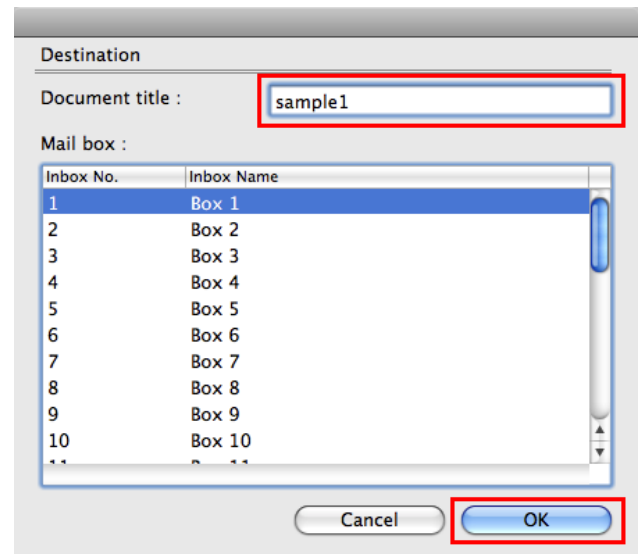 Destination
Document title :
sample1
Mail box :
Inbox No. Inbox Name
1 Box 1
2 Box 2
3 Box 3
4 Box 4
5 Box 5
6 Box 6
7 Box 7
8 Box 8
9 Box 9
10 Box 10
Cancel OK